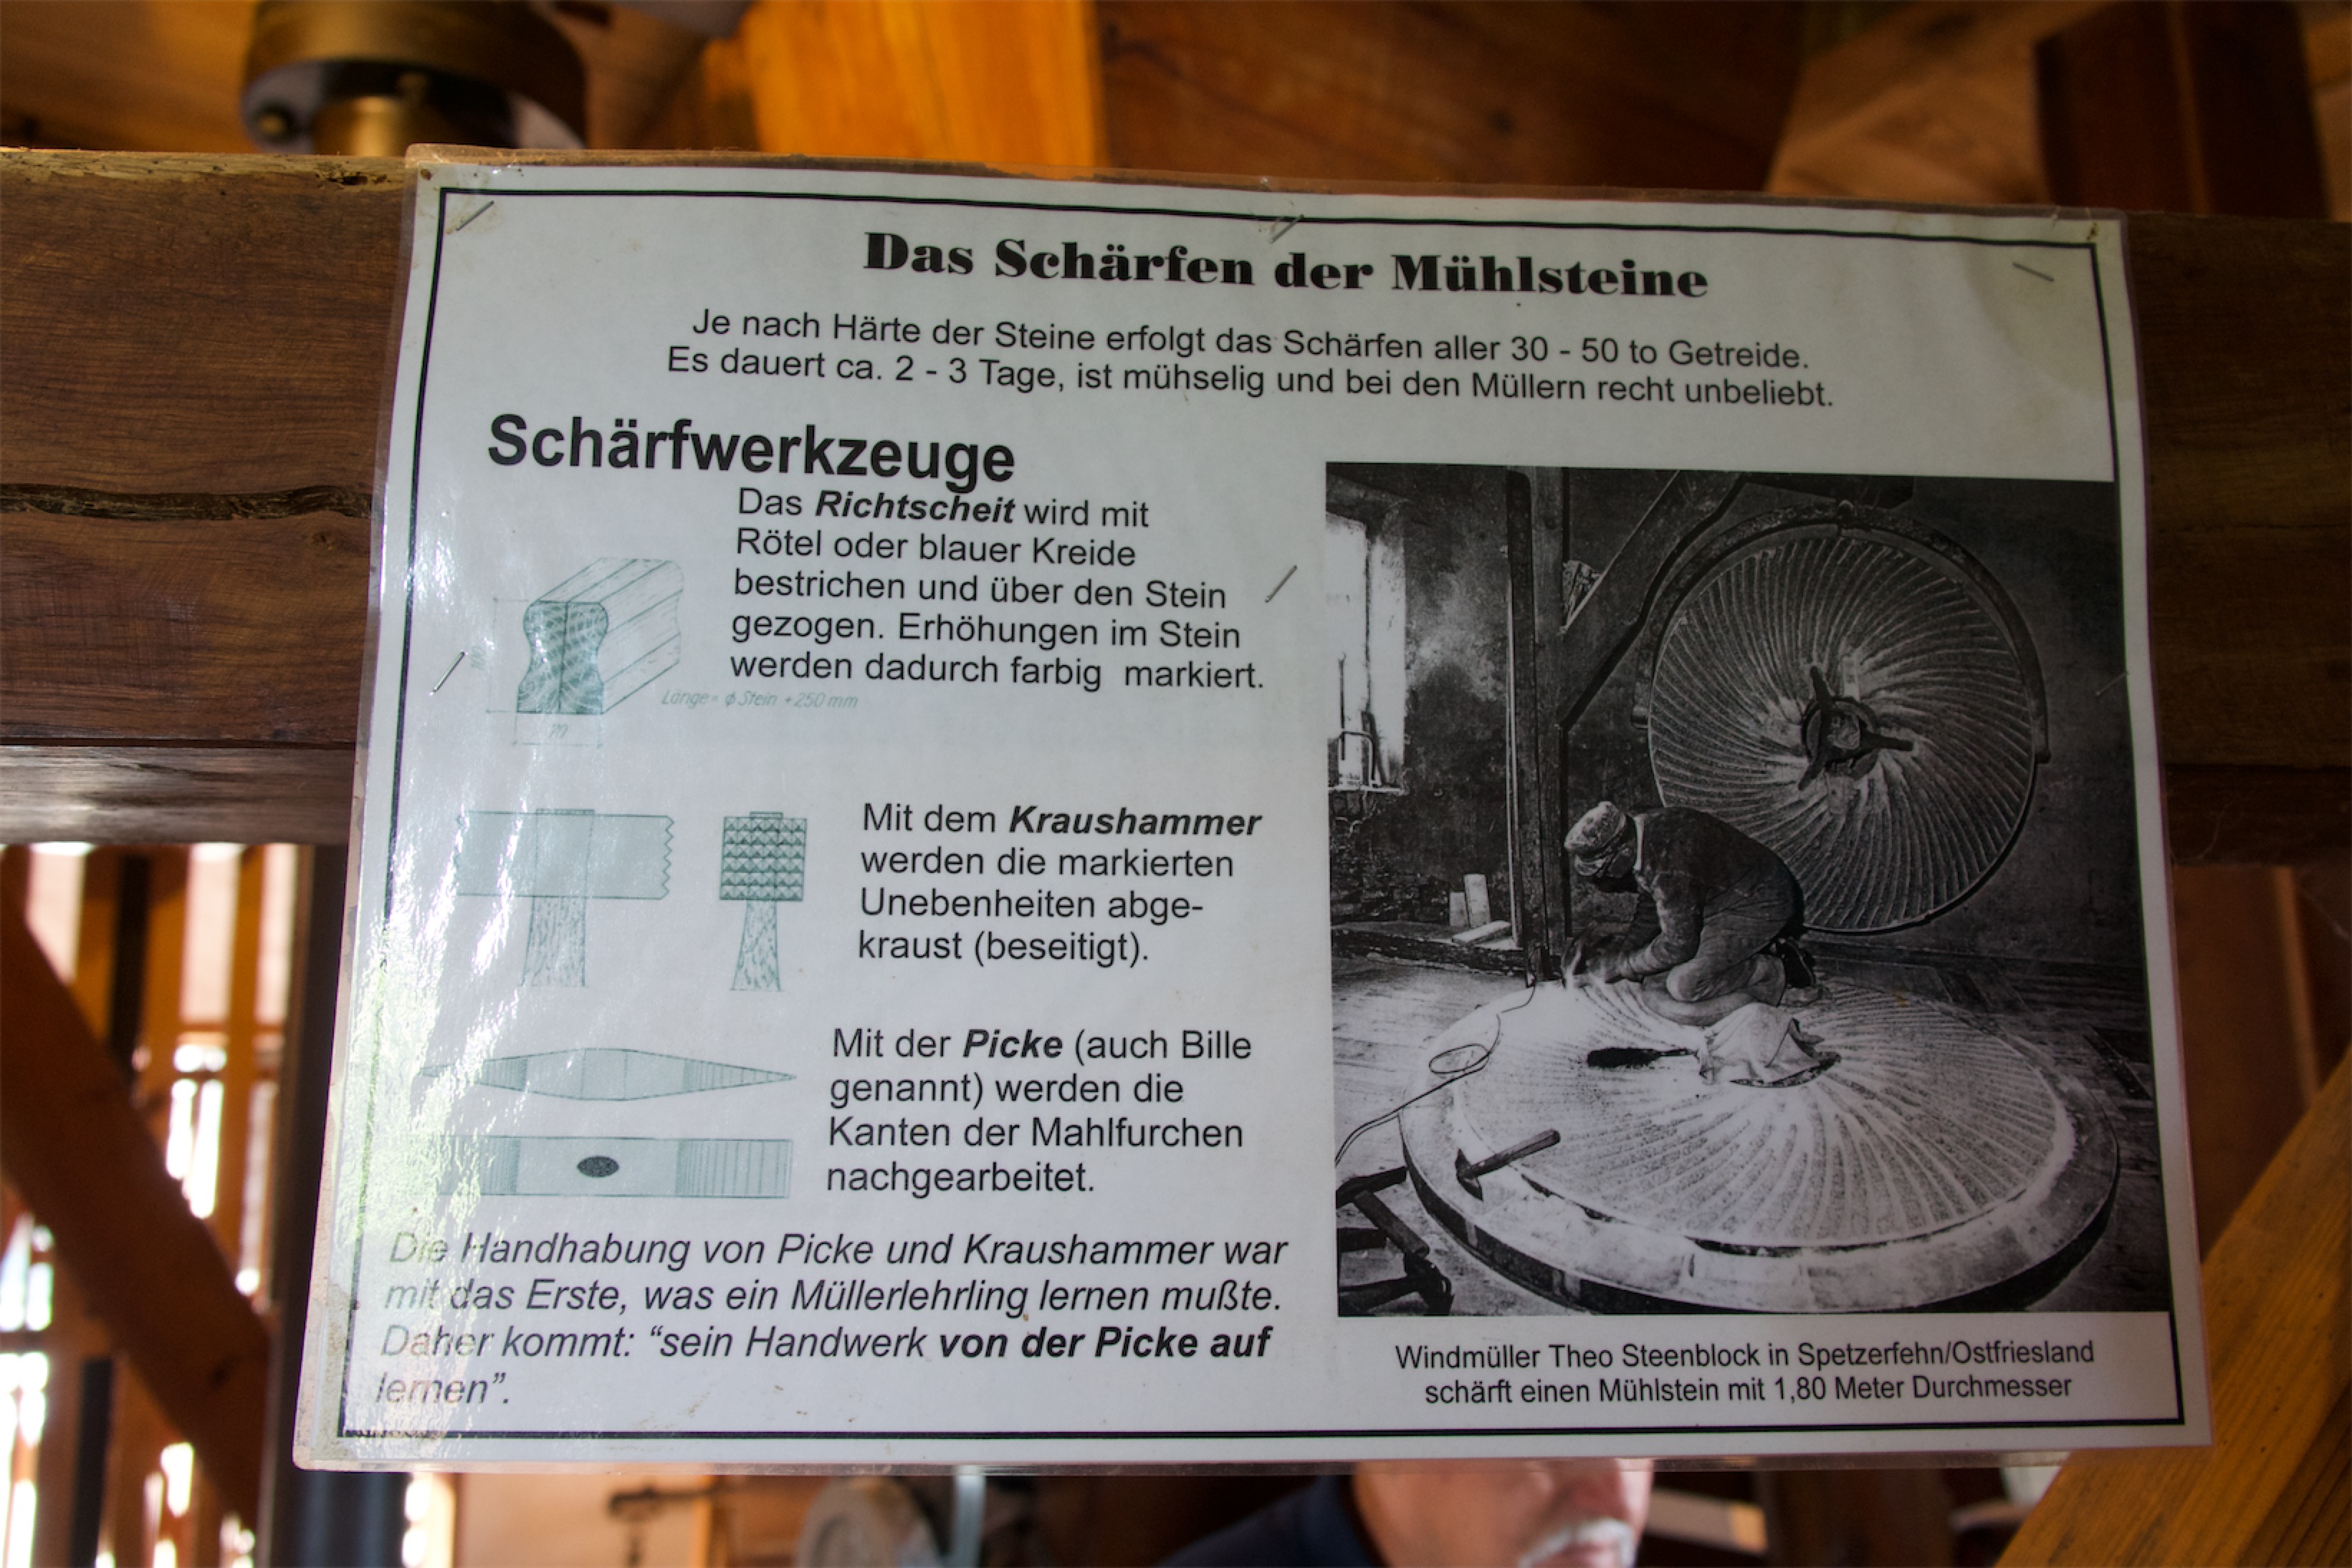 Das Schärfen der Mühlsteine
Je nach Härte der Steine erfolgt das Schärfen aller 30 - 50 to Getreide.
Es dauert ca. 2 - 3 Tage, ist mühselig und bei den Müllern recht unbeliebt.
Schärfwerkzeuge
Das Richtscheit wird mit
Rötel oder blauer Kreide
bestrichen und über den Stein
gezogen. Erhöhungen im Stein
werden dadurch farbig markiert.
Länge = ϕ Stein + 250 mm
Mit dem Kraushammer
werden die markierten
Unebenheiten abge-
kraust (beseitigt).
Mit der Picke (auch Bille
genannt) werden die
Kanten der Mahlfurchen
nachgearbeitet.
Die Handhabung von Picke und Kraushammer war
mit das Erste, was ein Müllerlehrling lernen mußte.
Daher kommt: “sein Handwerk von der Picke auf
lernen”.
Windmüller Theo Steenblock in Spetzerfehn/Ostfriesland
schärft einen Mühlstein mit 1,80 Meter Durchmesser